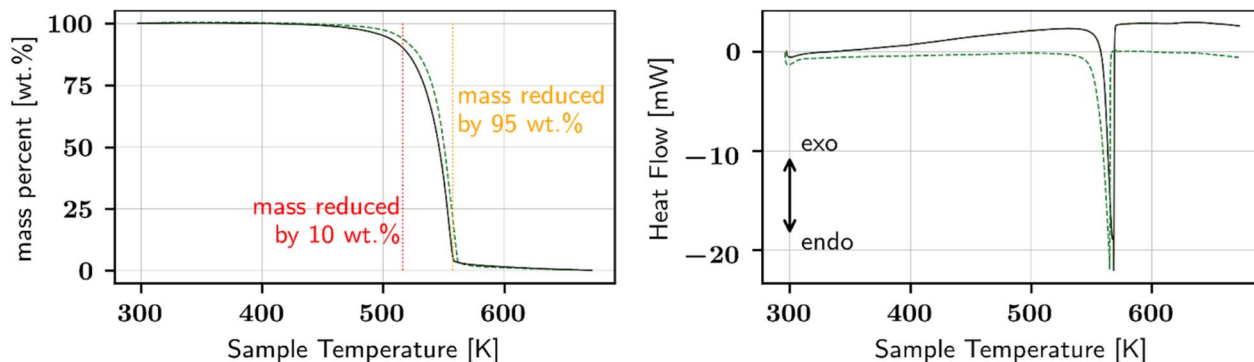 mass percent [wt.%]
100
75
50
25
0
mass reduced
by 95 wt.%
mass reduced
by 10 wt.%
300
400
500
600
Sample Temperature [K]
Heat Flow [mW]
0
−10
−20
exo
endo
300
400
500
600
Sample Temperature [K]